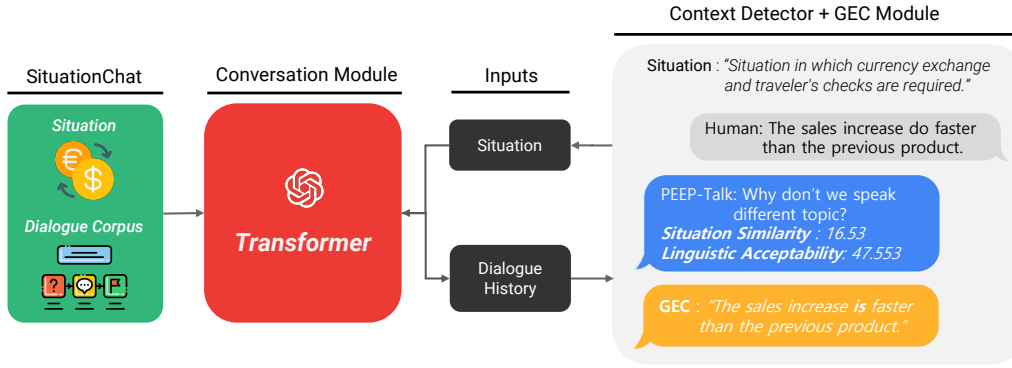 Context Detector + GEC Module
SituationChat
Conversation Module
Inputs
Situation
Dialogue Corpus
Transformer
Situation
Dialogue
History
Situation : “Situation in which currency exchange
and traveler's checks are required.”
Human: The sales increase do faster
than the previous product.
PEEP-Talk: Why don’t we speak
different topic?
Situation Similarity : 16.53
Linguistic Acceptability: 47.553
GEC : “The sales increase is faster
than the previous product.”